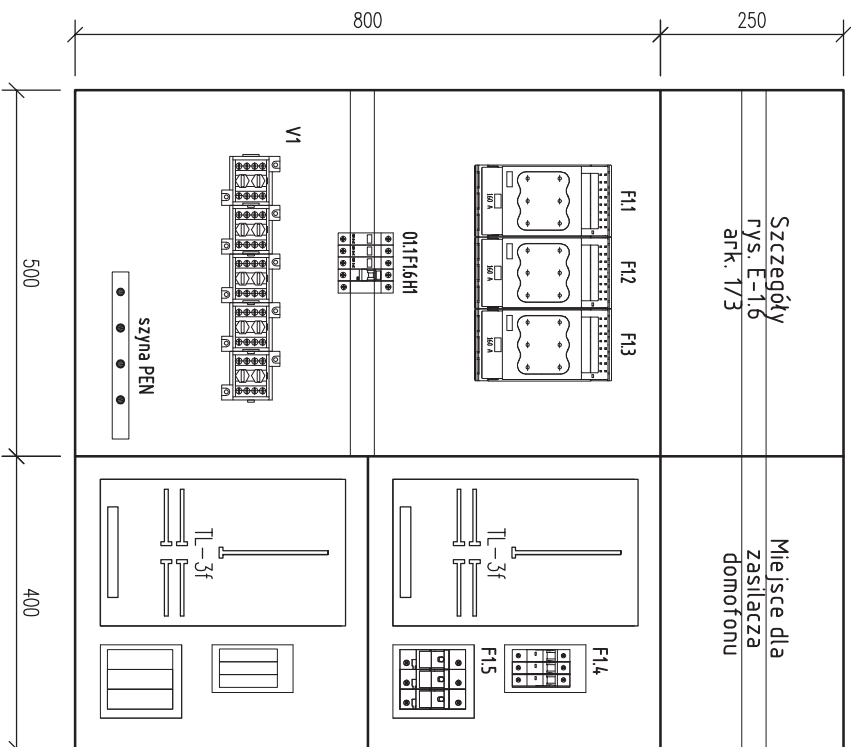 250
800
Szczegóły
rys. E-1.6
ark. 1/3
Miejsce dla
zasilacza
domofonu
F1.1
F1.2
F1.3
160 A
160 A
160 A
F1.4
TL-3f
F1.5
01.1F1.6H1
V1
szyna PEN
TL-3f
500
400